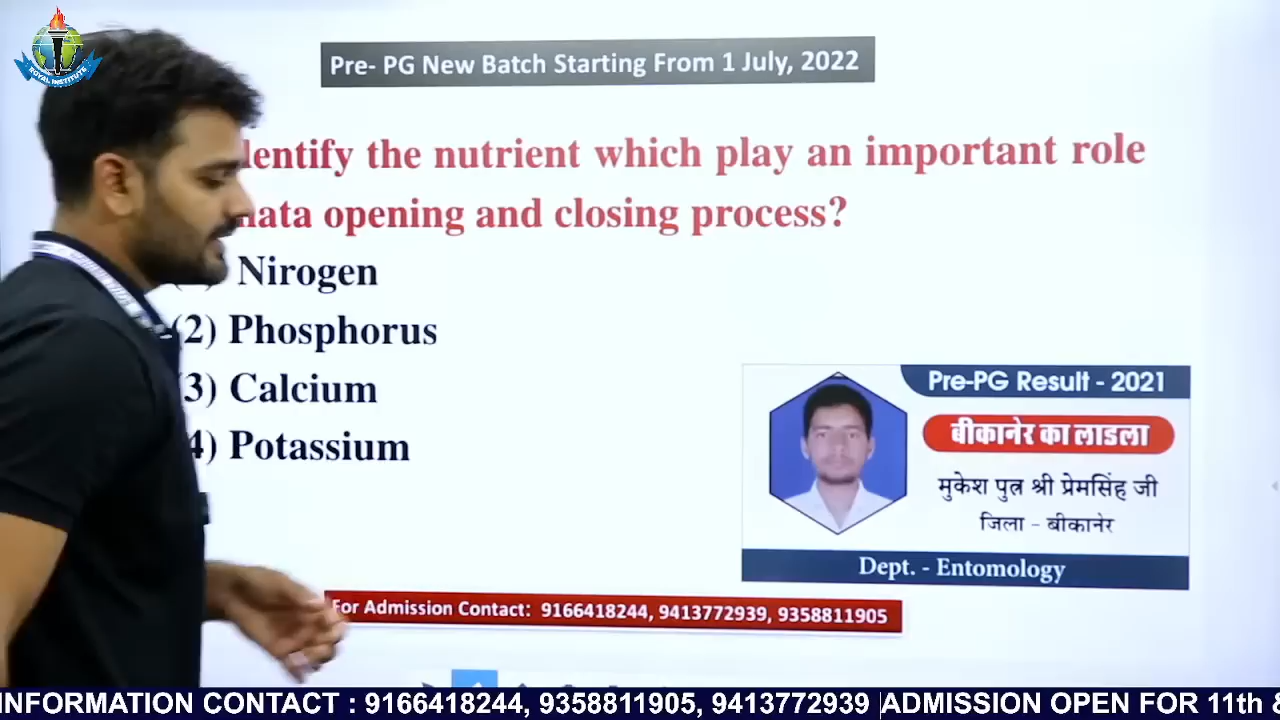 ROYAL INSTITUTE
Pre- PG New Batch Starting From 1 July, 2022
the nutrient which play an important role
opening and closing process?
Nirogen
(2) Phosphorus
3) Calcium
4) Potassium
Pre-PG Result - 2021
बीकानेर का लाडला
मुकेश पुत्र श्री प्रेमसिंह जी
जिला - बीकानेर
Dept. - Entomology
For Admission Contact: 9166418244, 9413772939, 9358811905
INFORMATION CONTACT : 9166418244, 9358811905, 9413772939 ADMISSION OPEN FOR 11th &